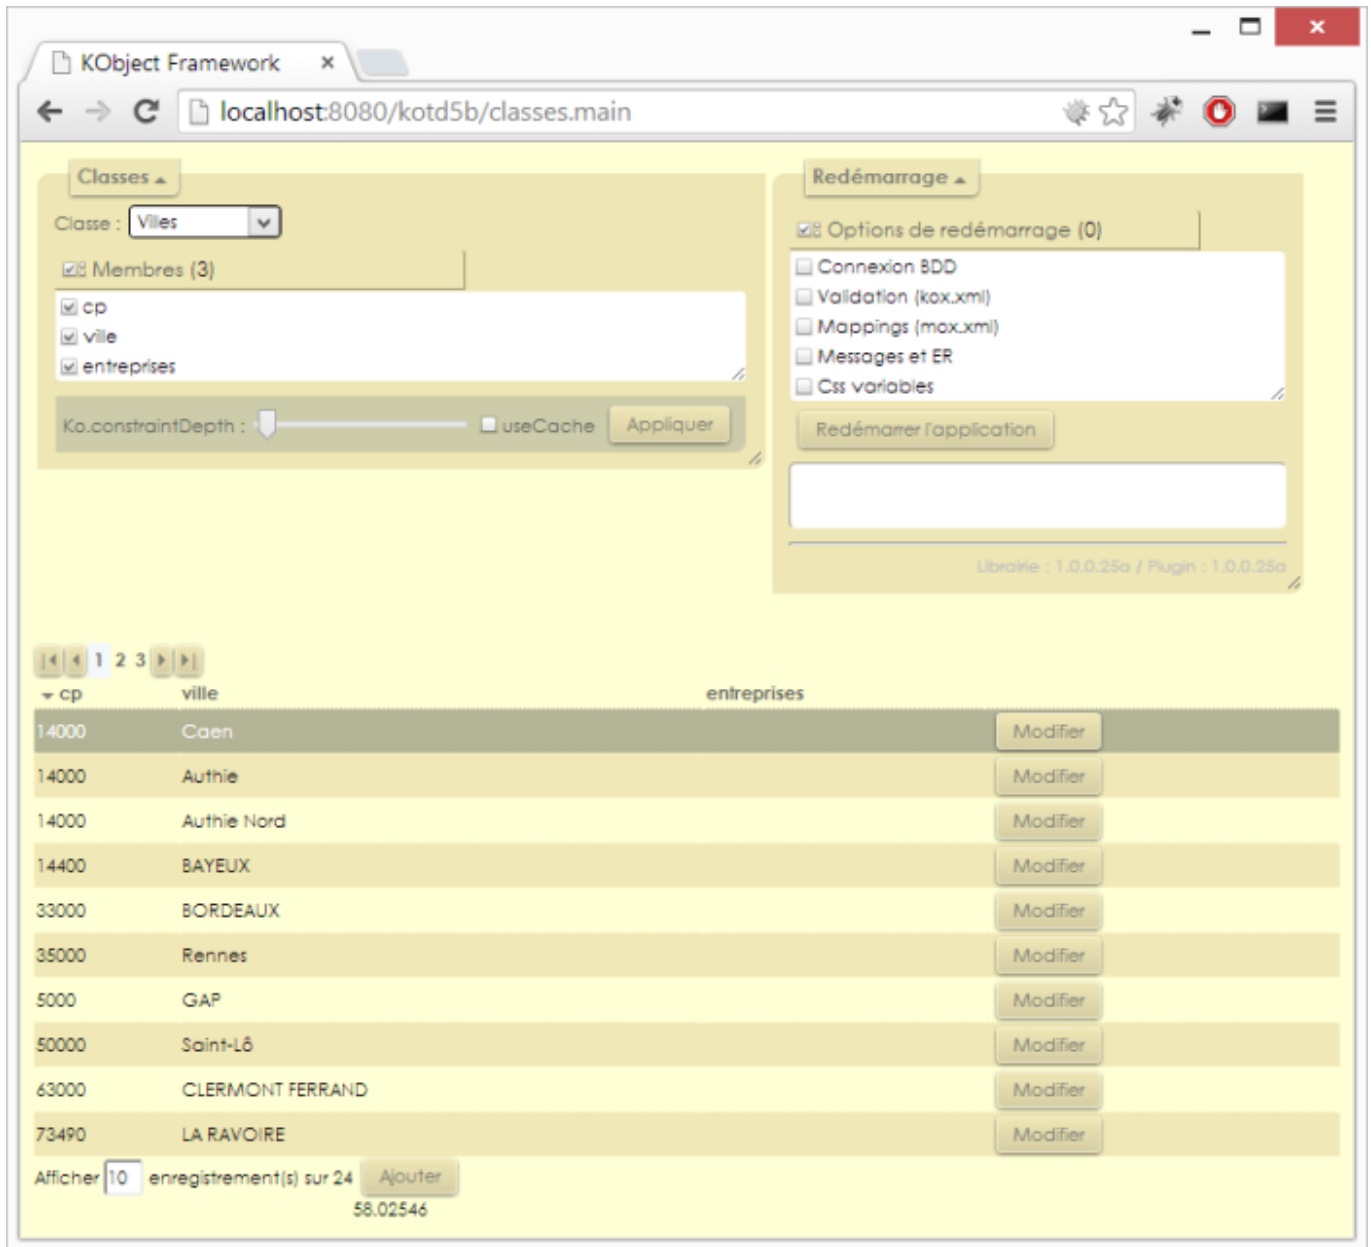 KObject Framework
localhost:8080/kotd5b/classes.main
Classes
Classe : Villes
Membres (3)
cp
ville
entreprises
Ko.constraintDepth : useCache Appliquer
Redémarrage
Options de redémarrage (0)
Connexion BDD
Validation (kox.xml)
Mappings (mox.xml)
Messages et ER
Css variables
Redémarrer l'application
Librairie : 1.0.0.25a / Plugin : 1.0.0.25a
1 2 3
cp ville entreprises
14000 Caen Modifier
14000 Authie Modifier
14000 Authie Nord Modifier
14400 BAYEUX Modifier
33000 BORDEAUX Modifier
35000 Rennes Modifier
5000 GAP Modifier
50000 Saint-Lô Modifier
63000 CLERMONT FERRAND Modifier
73490 LA RAVOIRE Modifier
Afficher 10 enregistrement(s) sur 24 Ajouter
58.02546